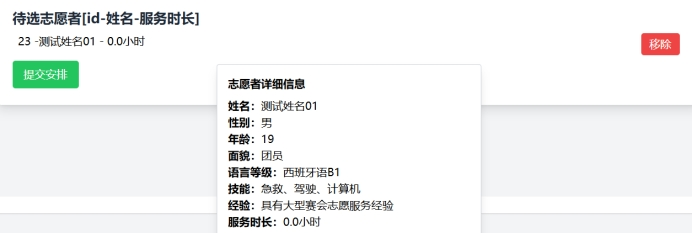 待选志愿者[id-姓名-服务时长]
23 -测试姓名01 - 0.0小时
移除
提交安排
志愿者详细信息
姓名：测试姓名01
性别：男
年龄：19
面貌：团员
语言等级：西班牙语B1
技能：急救、驾驶、计算机
经验：具有大型赛会志愿服务经验
服务时长：0.0小时